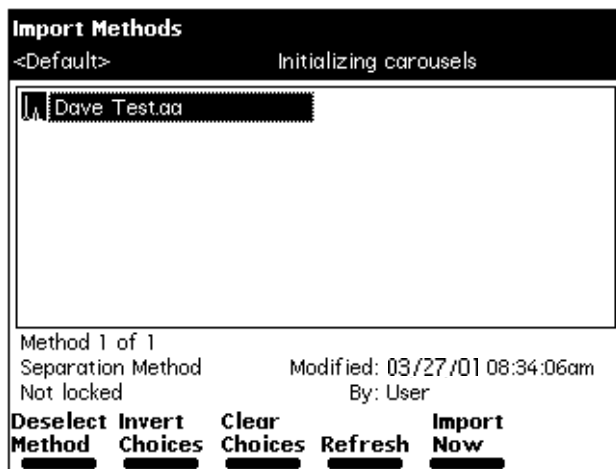 Import Methods
<Default> Initializing carousels
Dave Test.aa
Method 1 of 1
Separation Method Modified: 03/27/01 08:34:06am
Not locked By: User
Deselect Method Invert Choices Clear Choices Refresh Import Now